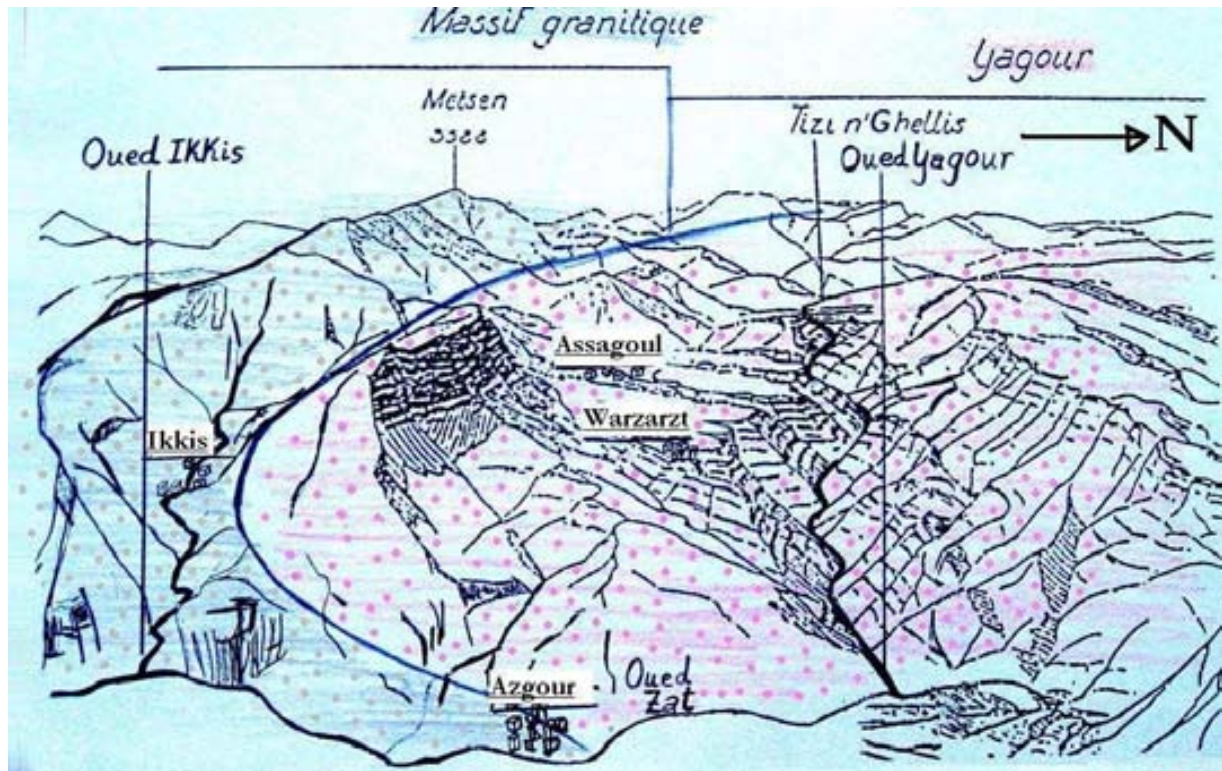 Massif granitique
Yagour
Metsen
Tizi n'Ghellis
N
Oued IKKis
Oued Yagour
Assagoul
Warzarzt
Ikkis
Azgour
Oued
Zat